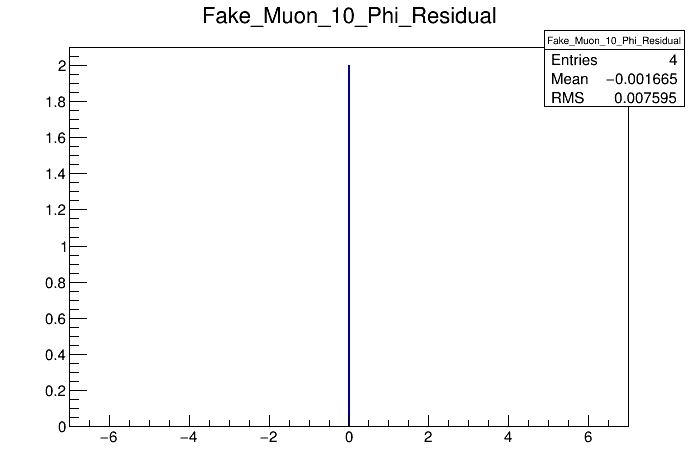 Fake_Muon_10_Phi_Residual
Fake_Muon_10_Phi_Residual
Entries 4
Mean −0.001665
RMS 0.007595
2
1.8
1.6
1.4
1.2
1
0.8
0.6
0.4
0.2
0
−6 −4 −2 0 2 4 6